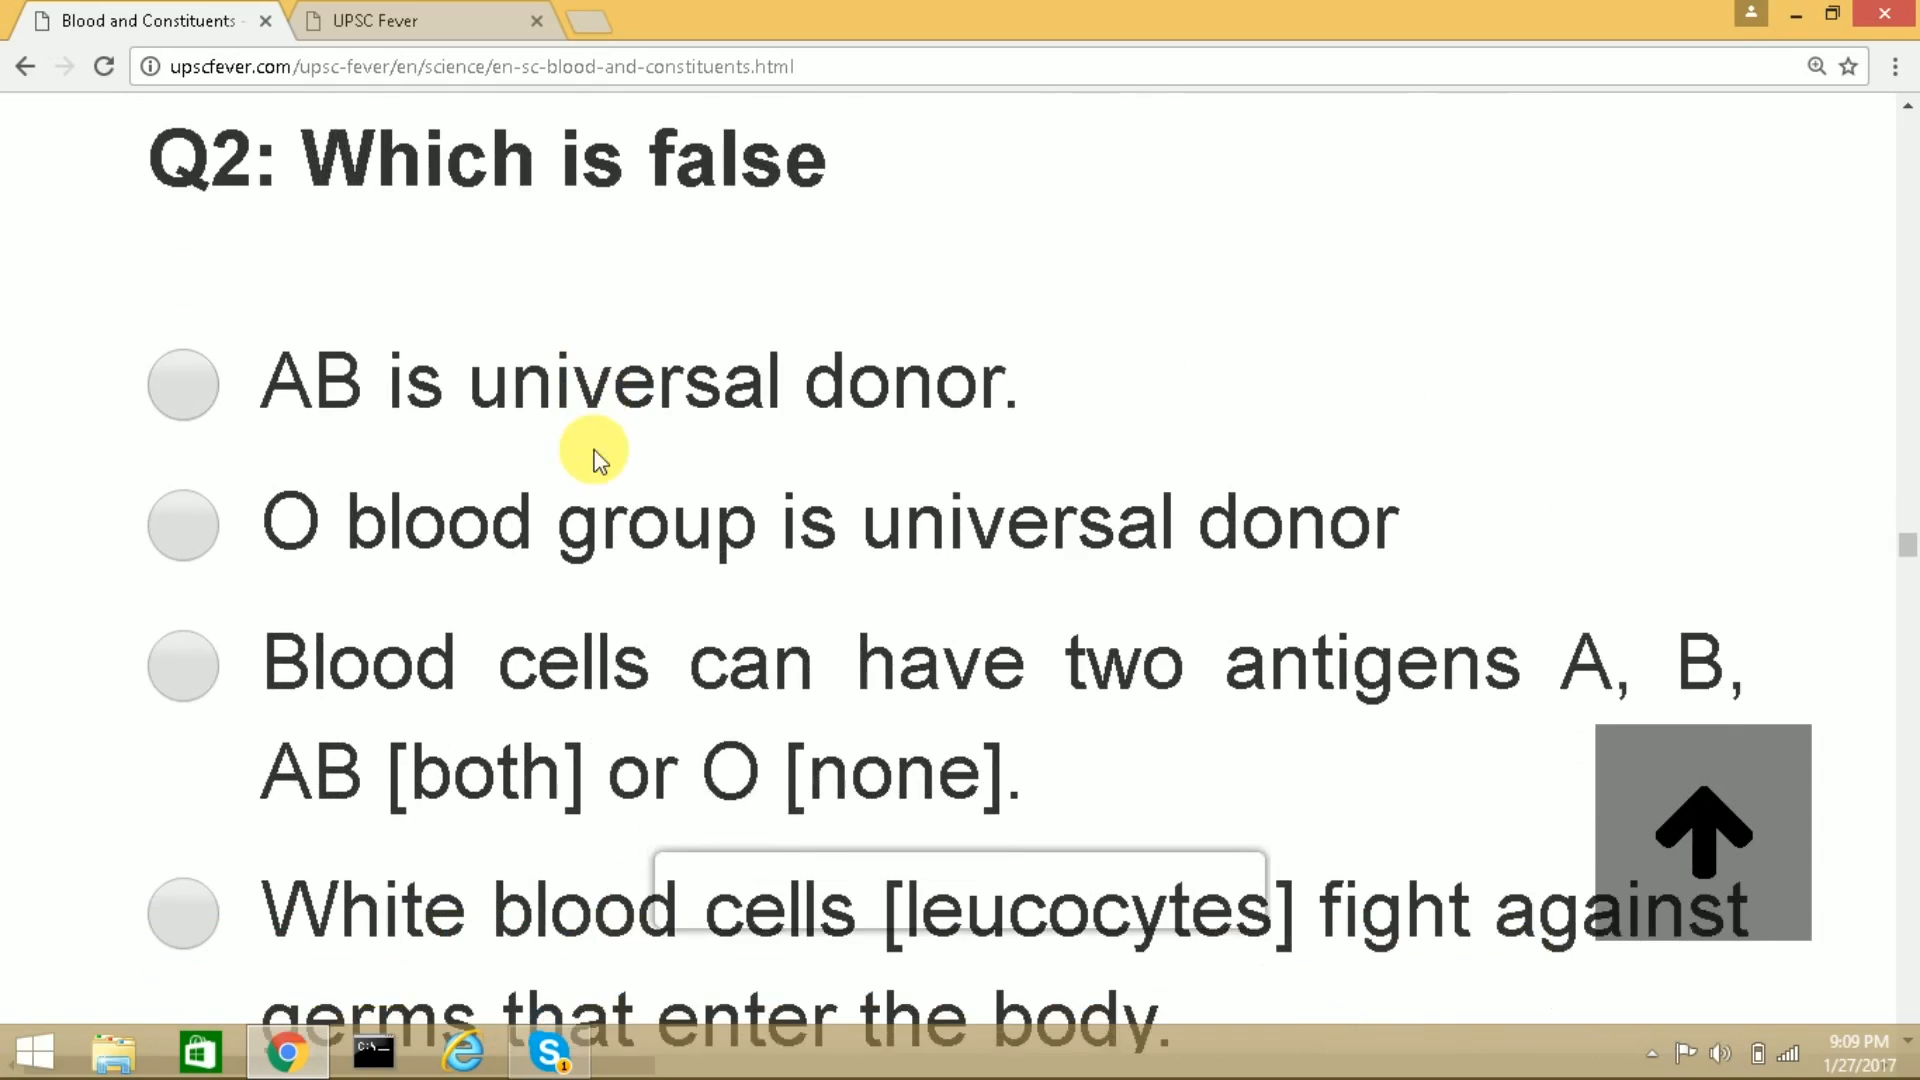 Blood and Constituents -
UPSC Fever
upscfever.com/upsc-fever/en/science/en-sc-blood-and-constituents.html
Q2: Which is false
AB is universal donor.
O blood group is universal donor
Blood cells can have two antigens A, B,
AB [both] or O [none].
White blood cells [leucocytes] fight against
germs that enter the body.
9:09 PM
1/27/2017